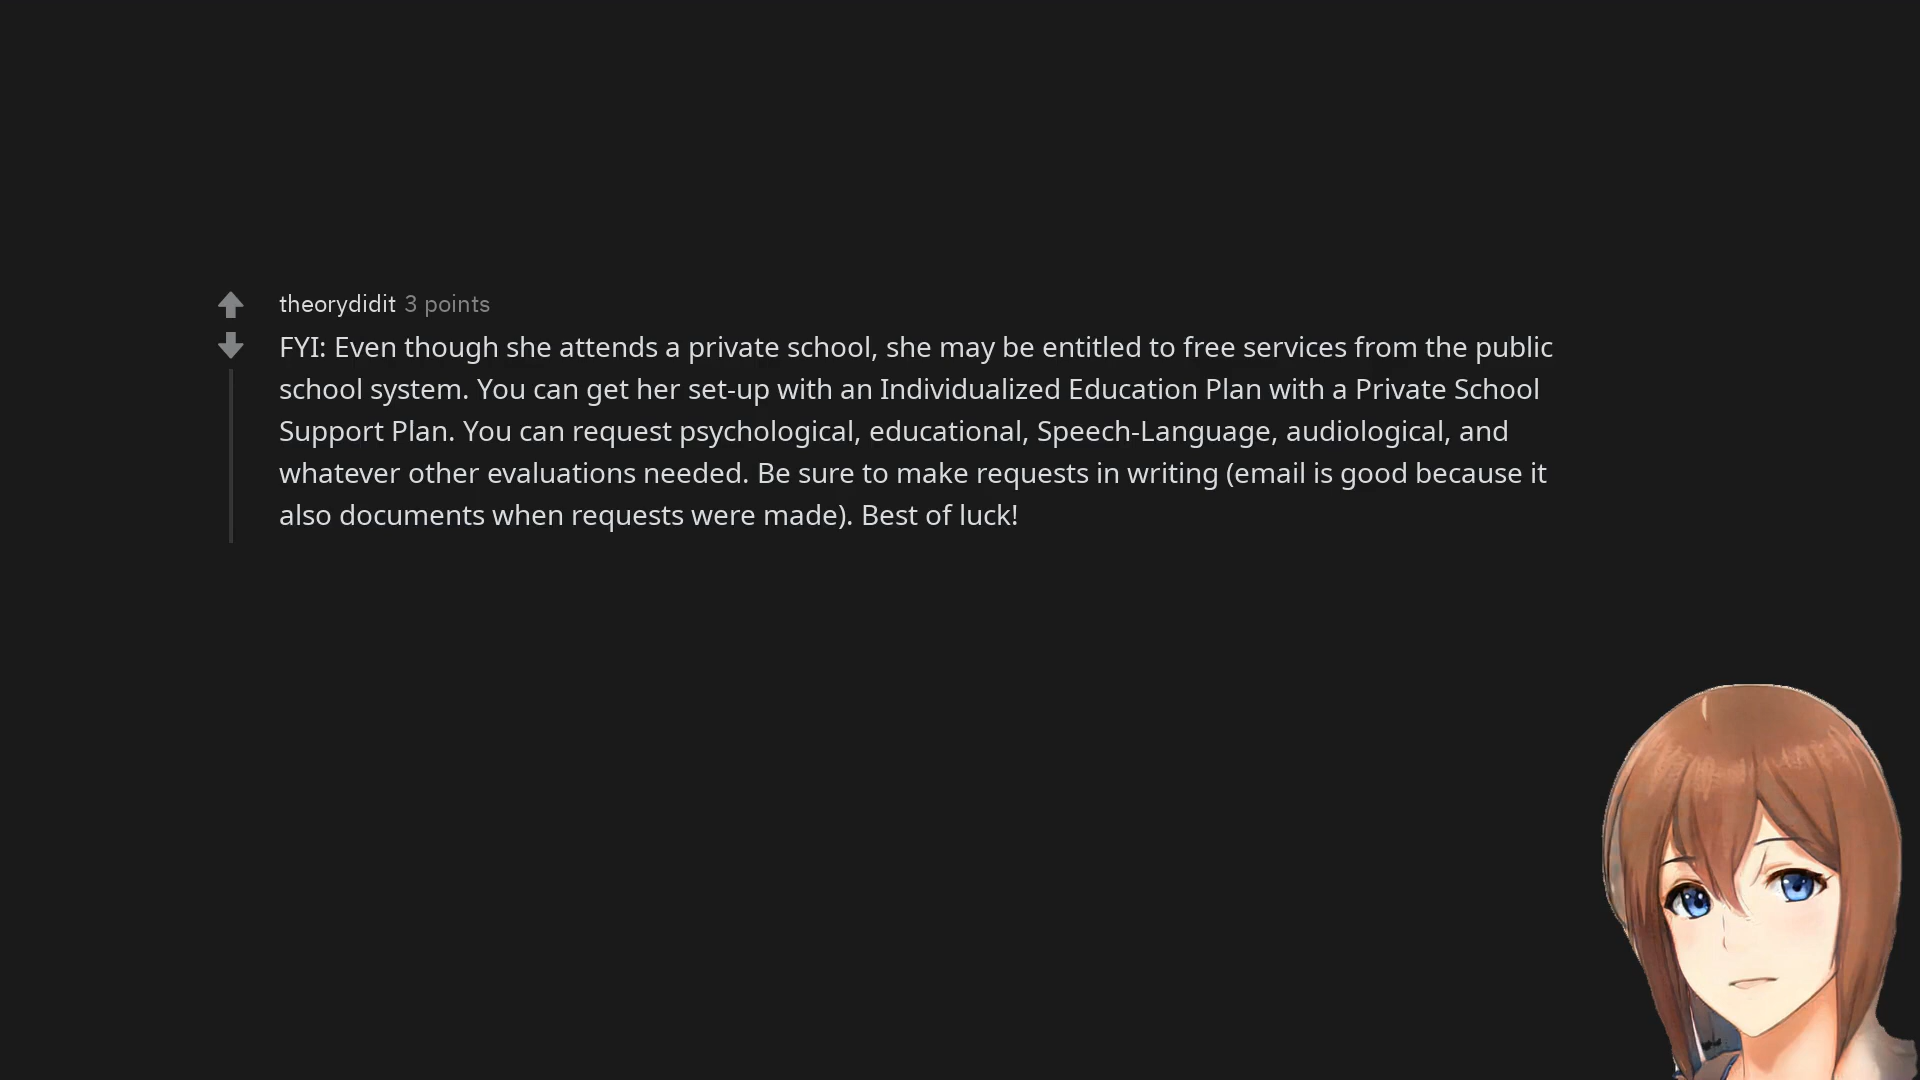 theorydidit 3 points
FYI: Even though she attends a private school, she may be entitled to free services from the public
school system. You can get her set-up with an Individualized Education Plan with a Private School
Support Plan. You can request psychological, educational, Speech-Language, audiological, and
whatever other evaluations needed. Be sure to make requests in writing (email is good because it
also documents when requests were made). Best of luck!